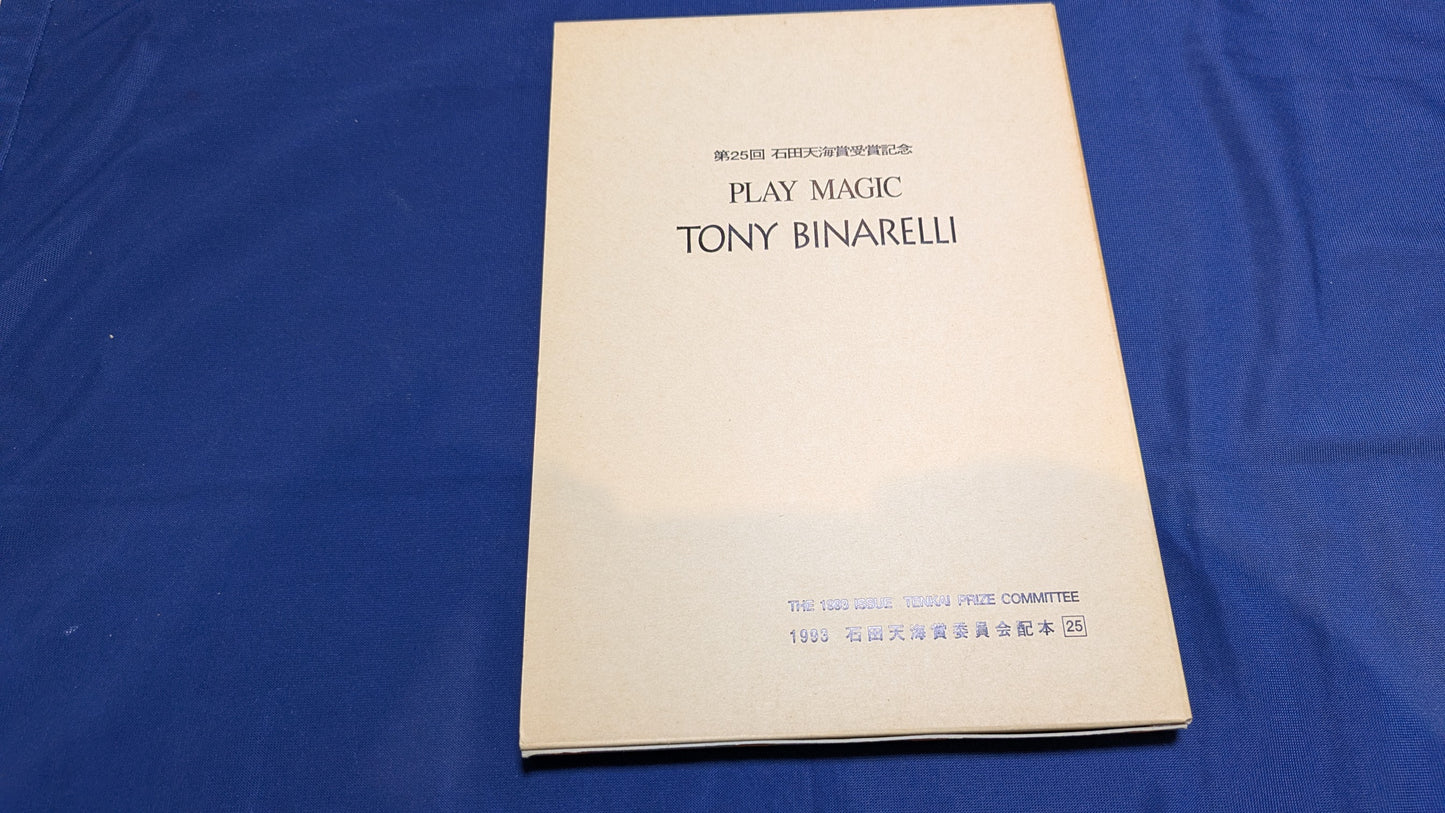 第25回 石田天海賞受賞記念
PLAY MAGIC
TONY BINARELLI
THE 1993 ISSUE TENKAI PRIZE COMMITTEE
1993 石田天海賞委員会配本 25